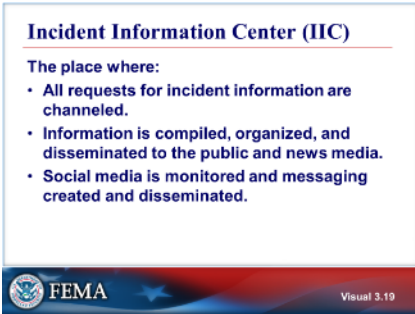 Incident Information Center (IIC)
The place where:
• All requests for incident information are
channeled.
• Information is compiled, organized, and
disseminated to the public and news media.
• Social media is monitored and messaging
created and disseminated.
FEMA
Visual 3.19